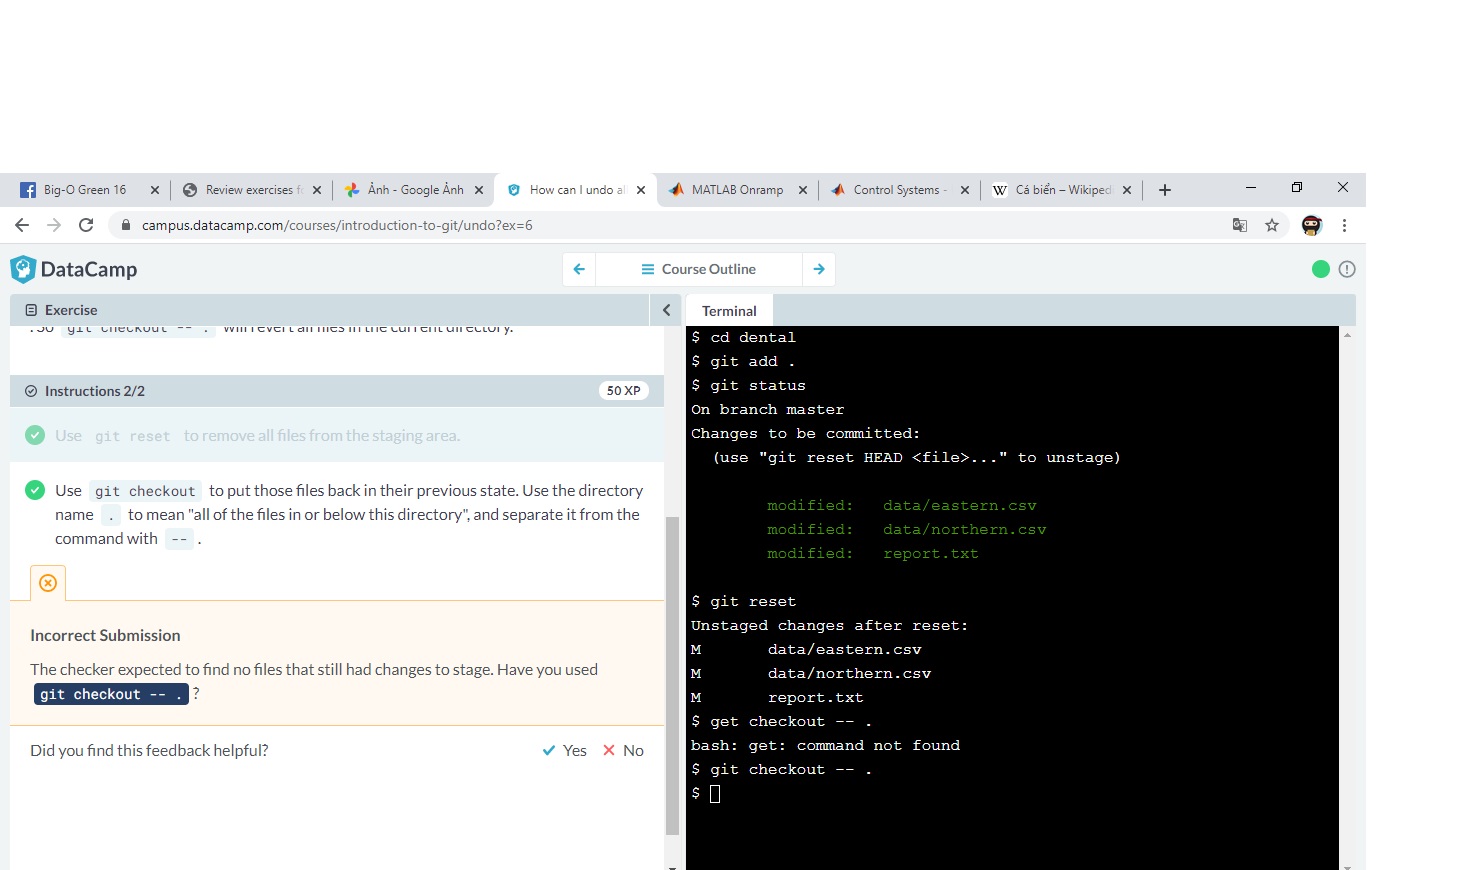 Big-O Green 16
Review exercises f
Ảnh - Google Ảnh
How can I undo al
MATLAB Onramp
Control Systems -
W Cá biển – Wikiped
campus.datacamp.com/courses/introduction-to-git/undo?ex=6
DataCamp
Course Outline
Exercise
. So git checkout -- . will revert all files in the current directory.
Instructions 2/2
50 XP
Use git reset to remove all files from the staging area.
Use git checkout to put those files back in their previous state. Use the directory
name . to mean "all of the files in or below this directory", and separate it from the
command with -- .
Incorrect Submission
The checker expected to find no files that still had changes to stage. Have you used
git checkout -- . ?
Did you find this feedback helpful?
Yes
No
Terminal
$ cd dental
$ git add .
$ git status
On branch master
Changes to be committed:
(use "git reset HEAD <file>..." to unstage)
modified: data/eastern.csv
modified: data/northern.csv
modified: report.txt
$ git reset
Unstaged changes after reset:
M data/eastern.csv
M data/northern.csv
M report.txt
$ get checkout -- .
bash: get: command not found
$ git checkout -- .
$